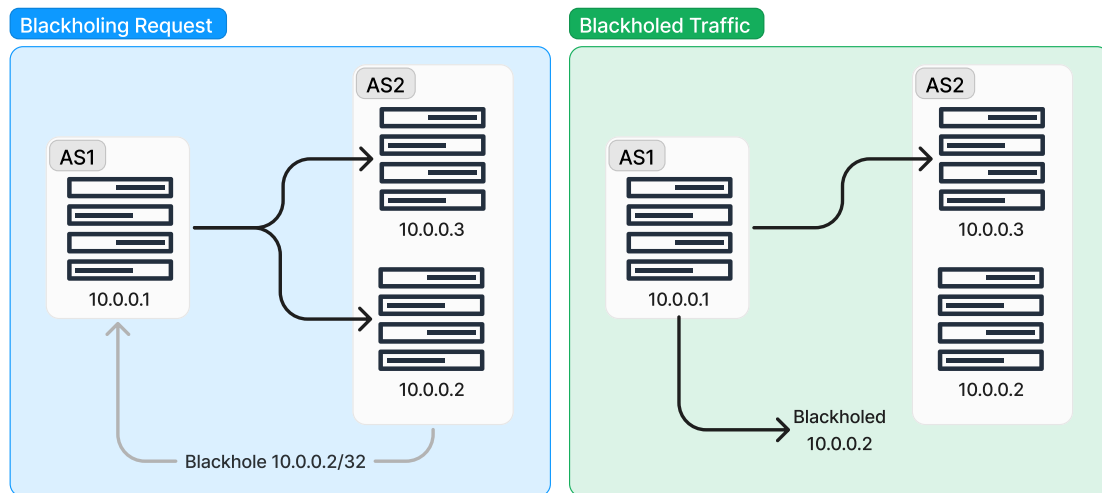 Blackholing Request
AS1
10.0.0.1
AS2
10.0.0.3
10.0.0.2
Blackhole 10.0.0.2/32
Blackholed Traffic
AS1
10.0.0.1
AS2
10.0.0.3
10.0.0.2
Blackholed
10.0.0.2